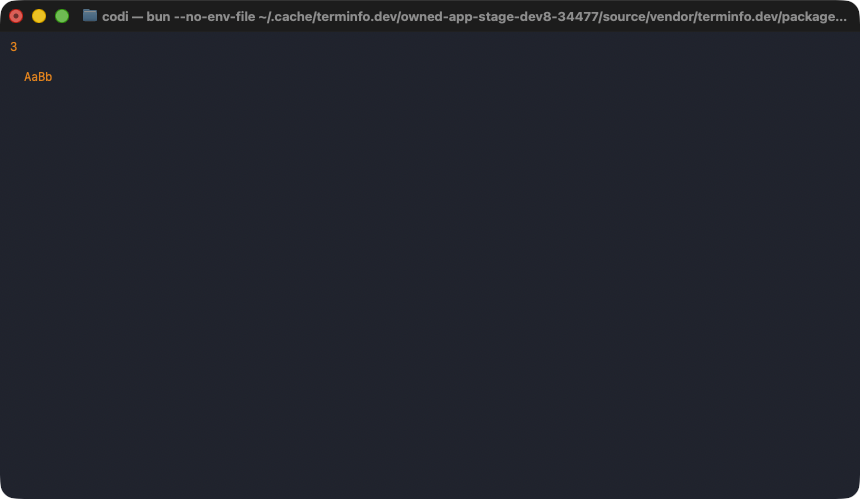 codi — bun --no-env-file ~/.cache/terminfo.dev/owned-app-stage-dev8-34477/source/vendor/terminfo.dev/package...
3
AaBb